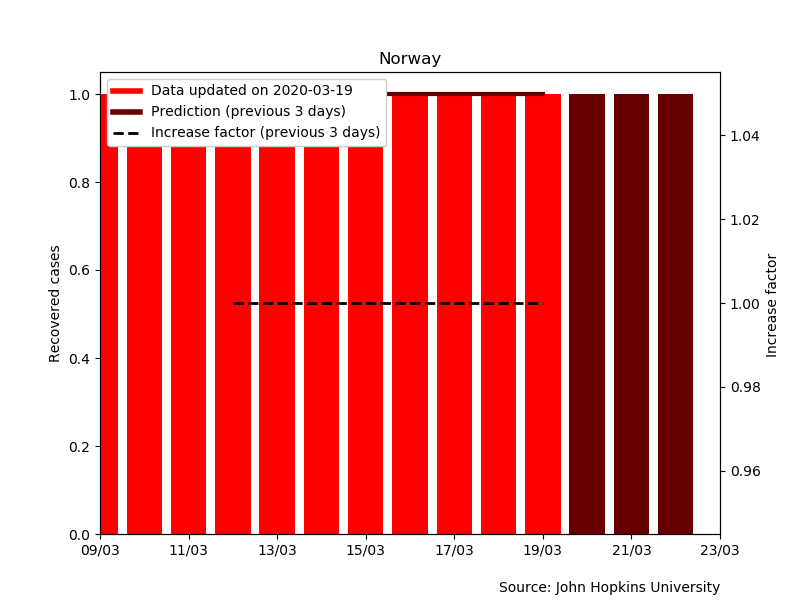 Norway
Data updated on 2020-03-19
Prediction (previous 3 days)
Increase factor (previous 3 days)
Recovered cases
1.0
0.8
0.6
0.4
0.2
0.0
Increase factor
1.04
1.02
1.00
0.98
0.96
09/03 11/03 13/03 15/03 17/03 19/03 21/03 23/03
Source: John Hopkins University